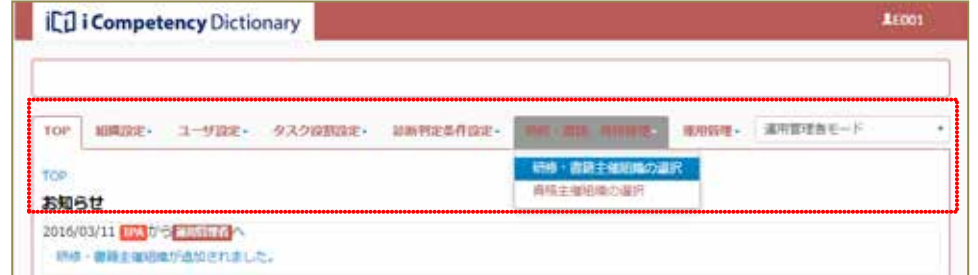 iCD i Competency Dictionary
E001
TOP 組織設定 ユーザ設定 タスク役割設定 診断判定条件設定 研修・書籍、資格管理 運用管理 運用管理者モード
研修・書籍主催組織の選択
資格主催組織の選択
TOP
お知らせ
2016/03/11 IPA から 運用管理者 へ
研修・書籍主催組織が追加されました。